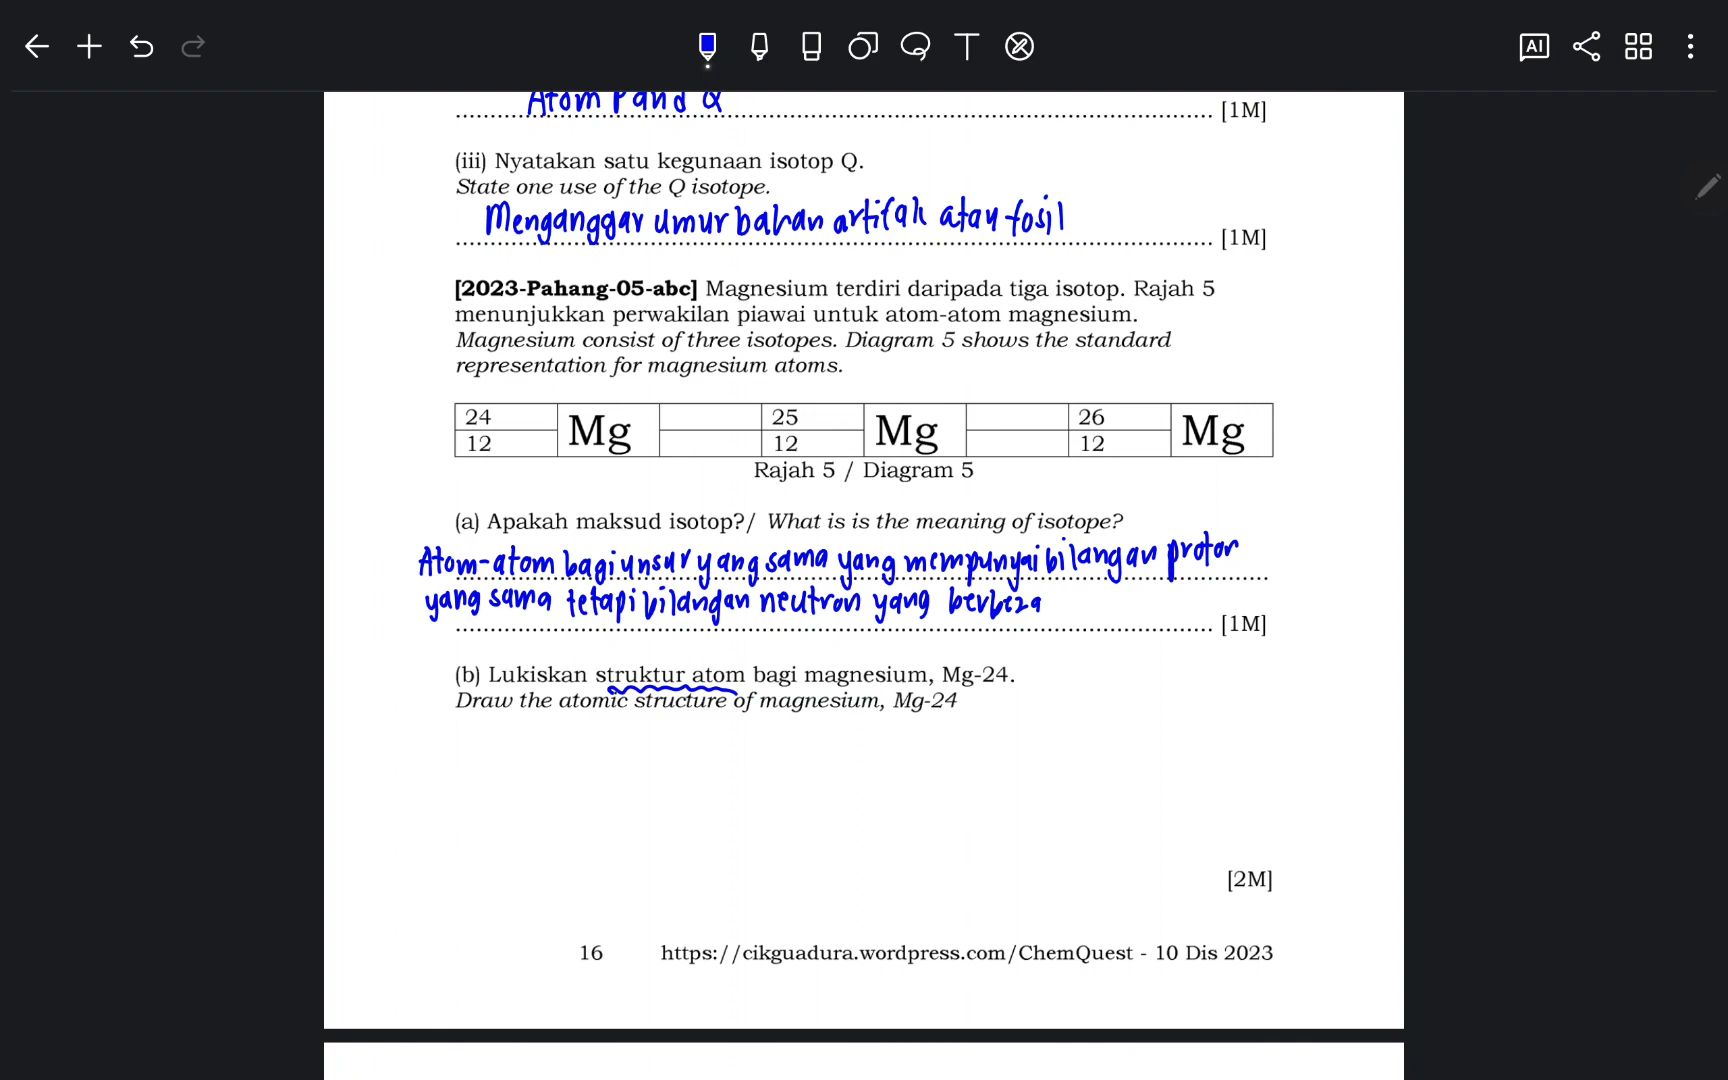 AI
Atom P and Q
[1M]
(iii) Nyatakan satu kegunaan isotop Q.
State one use of the Q isotope.
Menganggar umur bahan artifak atau fosil
[1M]
[2023-Pahang-05-abc] Magnesium terdiri daripada tiga isotop. Rajah 5
menunjukkan perwakilan piawai untuk atom-atom magnesium.
Magnesium consist of three isotopes. Diagram 5 shows the standard
representation for magnesium atoms.
24 12 Mg 25 12 Mg 26 12 Mg
Rajah 5 / Diagram 5
(a) Apakah maksud isotop?/ What is is the meaning of isotope?
Atom-atom bagi unsur yang sama yang mempunyai bilangan proton
yang sama tetapi bilangan neutron yang berbeza
[1M]
(b) Lukiskan struktur atom bagi magnesium, Mg-24.
Draw the atomic structure of magnesium, Mg-24
[2M]
16 https://cikguadura.wordpress.com/ChemQuest - 10 Dis 2023